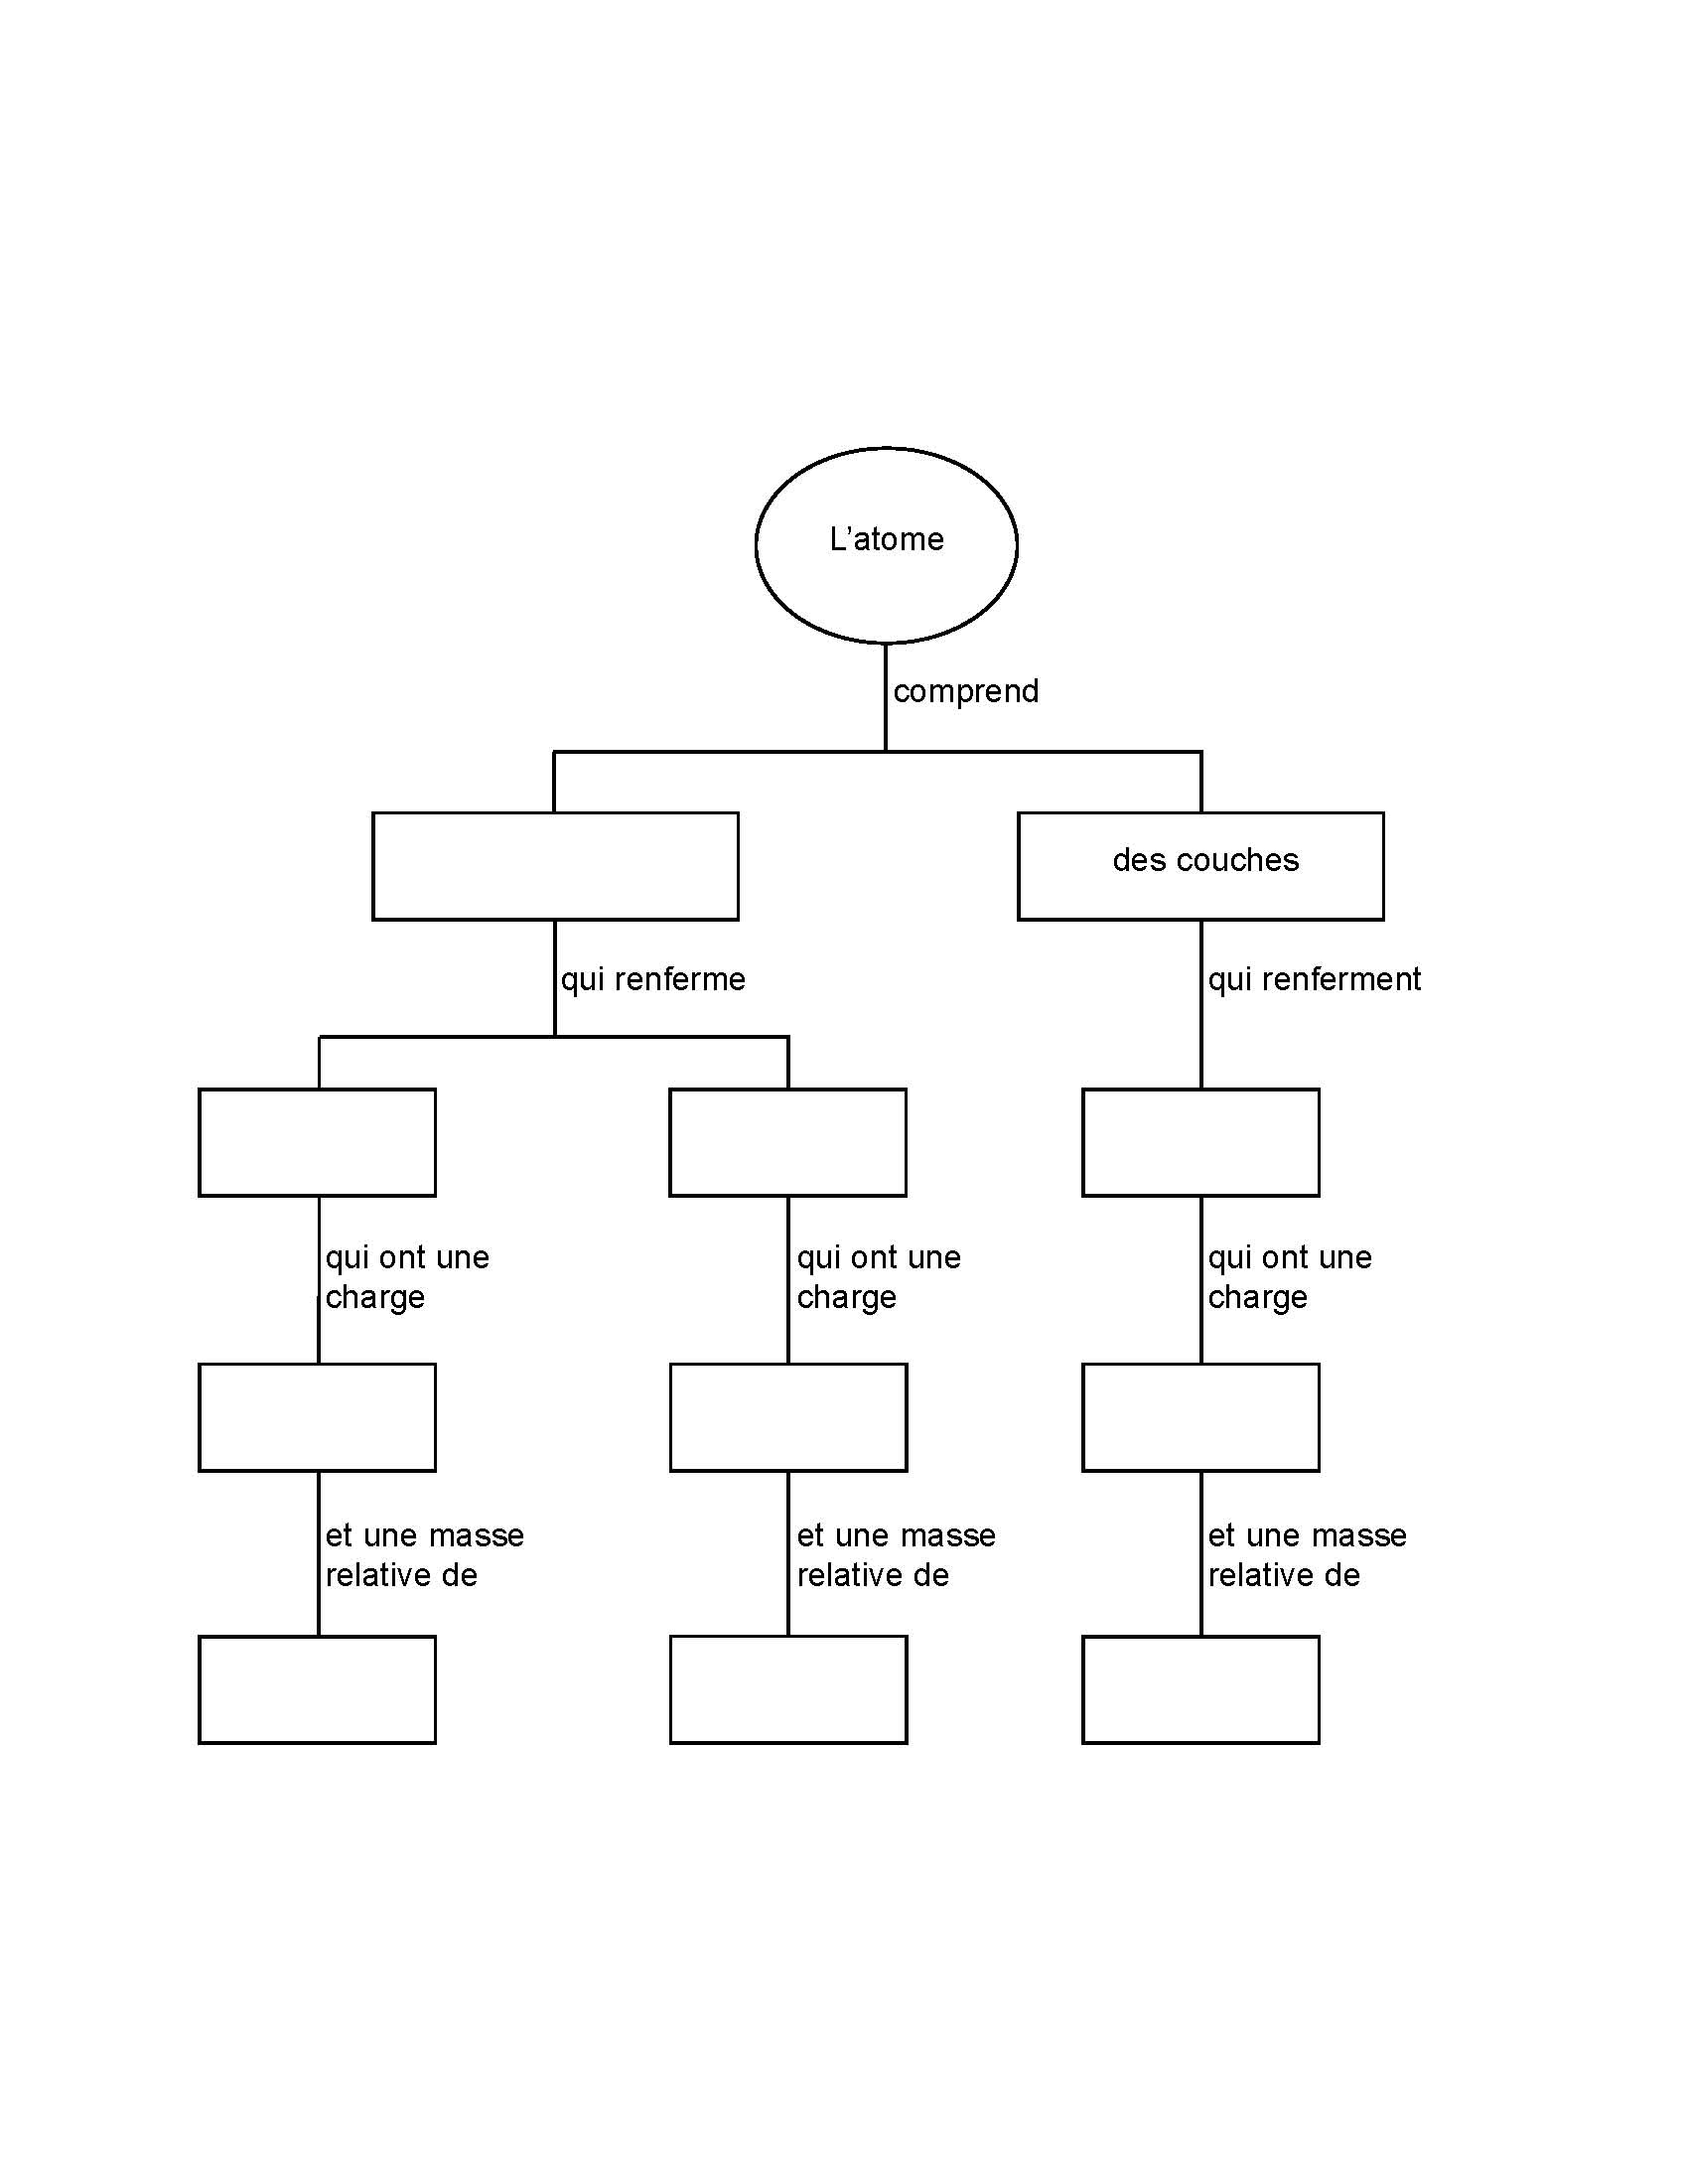 L’atome
comprend
des couches
qui renferme
qui renferment
qui ont une
charge
qui ont une
charge
qui ont une
charge
et une masse
relative de
et une masse
relative de
et une masse
relative de